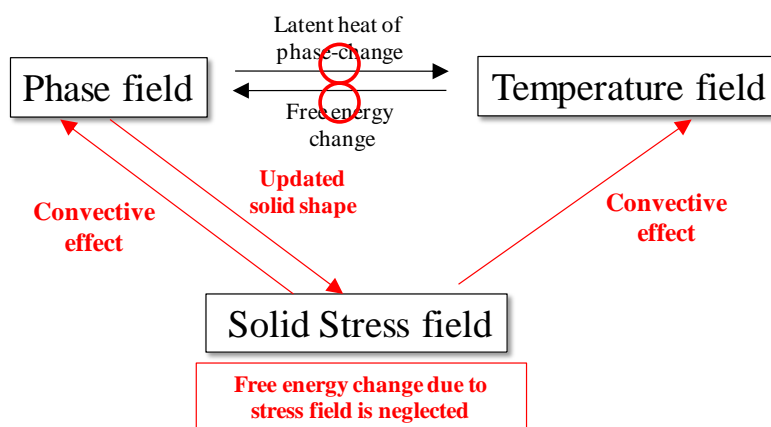 Latent heat of
phase-change
Phase field
Temperature field
Free energy
change
Updated
solid shape
Convective
effect
Convective
effect
Solid Stress field
Free energy change due to
stress field is neglected